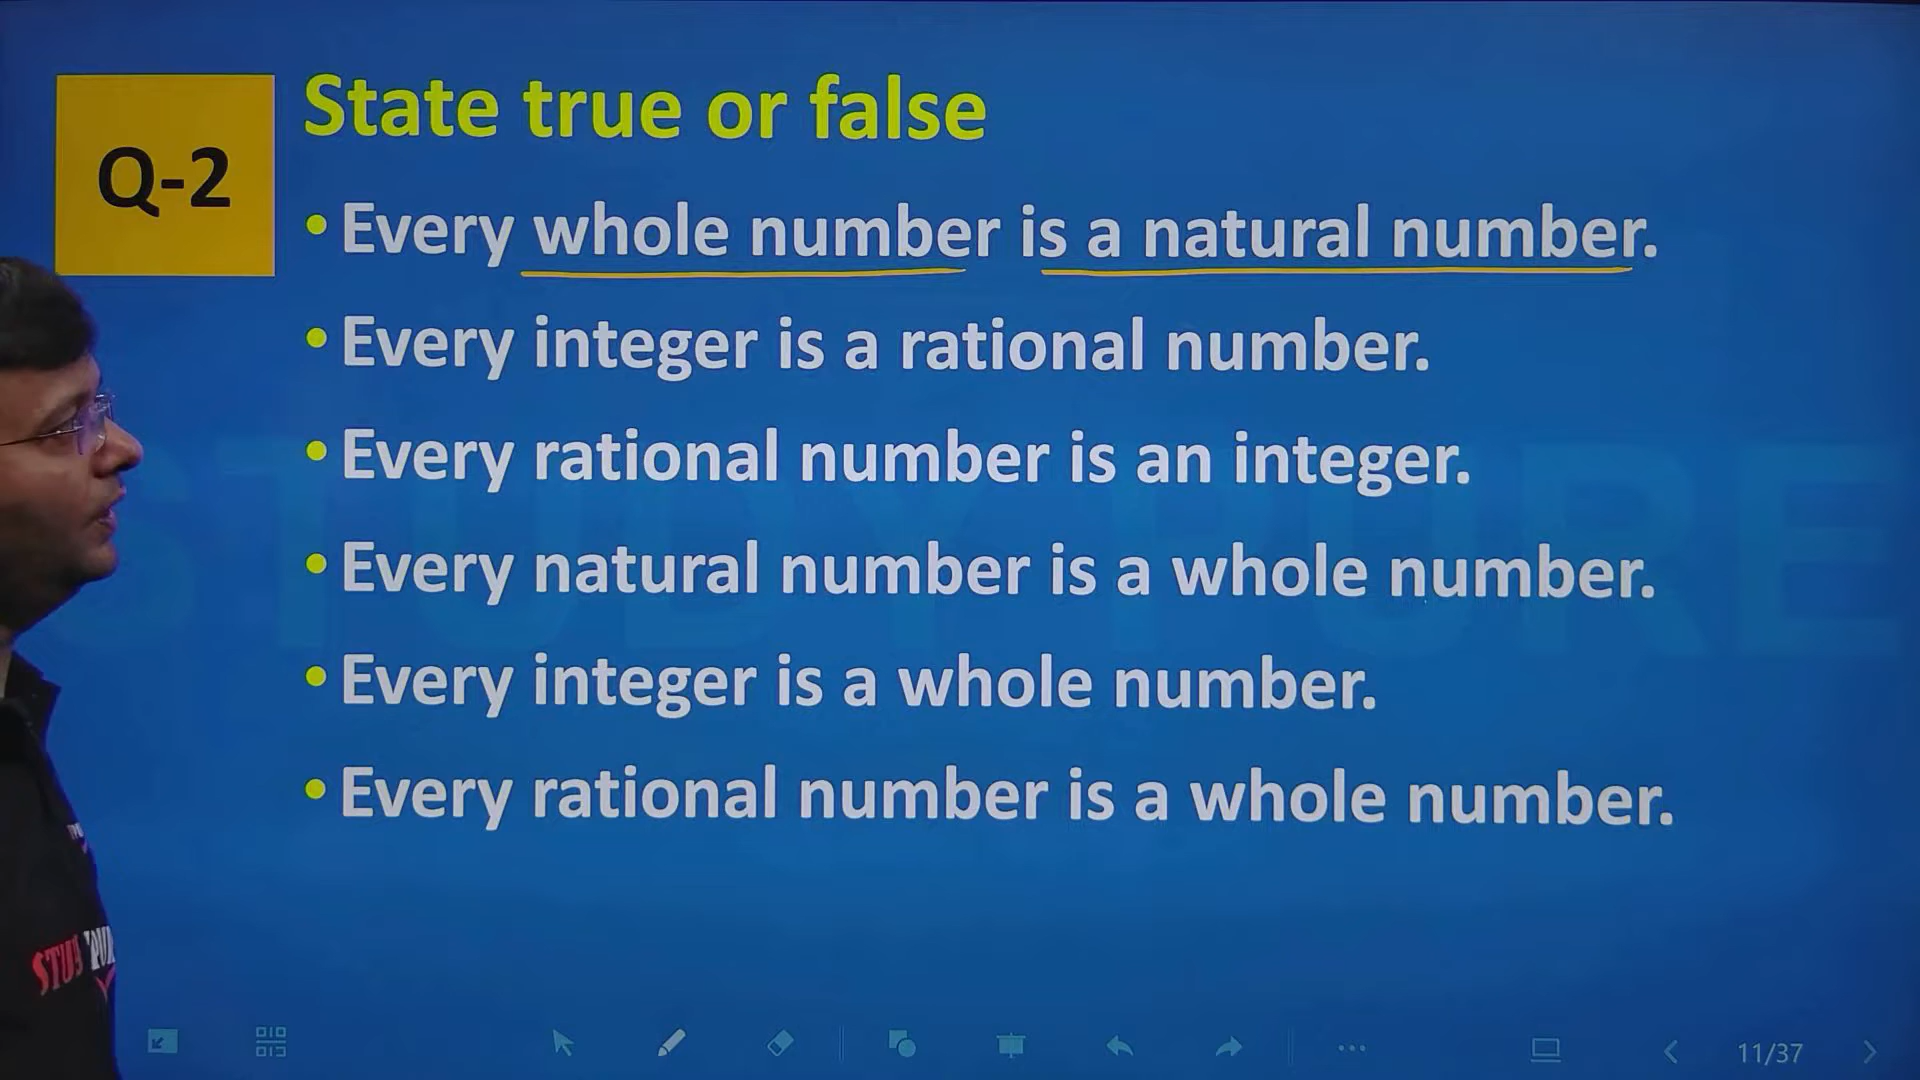 Q-2
State true or false
• Every whole number is a natural number.
• Every integer is a rational number.
• Every rational number is an integer.
• Every natural number is a whole number.
• Every integer is a whole number.
• Every rational number is a whole number.
STUDY PURE
11/37